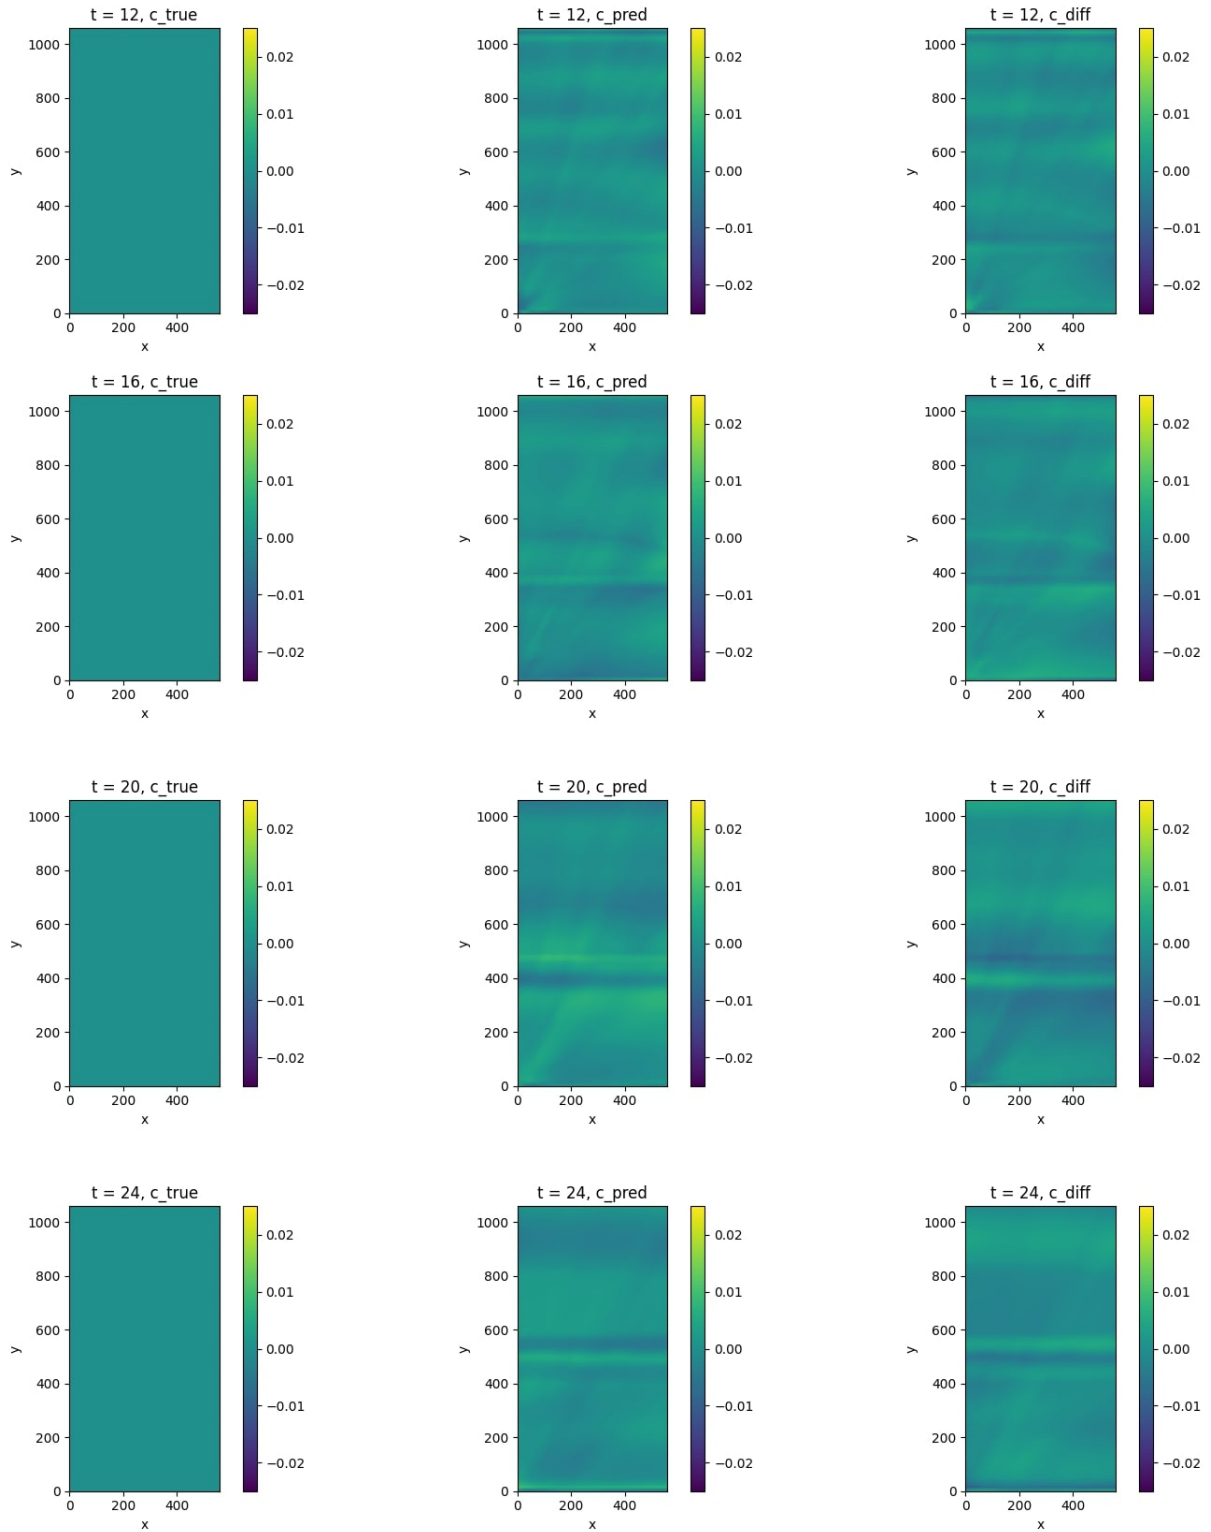 t = 12, c_true t = 12, c_pred t = 12, c_diff
1000 0.02 1000 0.02 1000 0.02
800 0.01 800 0.01 800 0.01
y 600 0.00 y 600 0.00 y 600 0.00
400 −0.01 400 −0.01 400 −0.01
200 −0.02 200 −0.02 200 −0.02
0 0 0
0 200 400 0 200 400 0 200 400
x x x
t = 16, c_true t = 16, c_pred t = 16, c_diff
1000 0.02 1000 0.02 1000 0.02
800 0.01 800 0.01 800 0.01
y 600 0.00 y 600 0.00 y 600 0.00
400 −0.01 400 −0.01 400 −0.01
200 −0.02 200 −0.02 200 −0.02
0 0 0
0 200 400 0 200 400 0 200 400
x x x
t = 20, c_true t = 20, c_pred t = 20, c_diff
1000 0.02 1000 0.02 1000 0.02
800 0.01 800 0.01 800 0.01
y 600 0.00 y 600 0.00 y 600 0.00
400 −0.01 400 −0.01 400 −0.01
200 −0.02 200 −0.02 200 −0.02
0 0 0
0 200 400 0 200 400 0 200 400
x x x
t = 24, c_true t = 24, c_pred t = 24, c_diff
1000 0.02 1000 0.02 1000 0.02
800 0.01 800 0.01 800 0.01
y 600 0.00 y 600 0.00 y 600 0.00
400 −0.01 400 −0.01 400 −0.01
200 −0.02 200 −0.02 200 −0.02
0 0 0
0 200 400 0 200 400 0 200 400
x x x